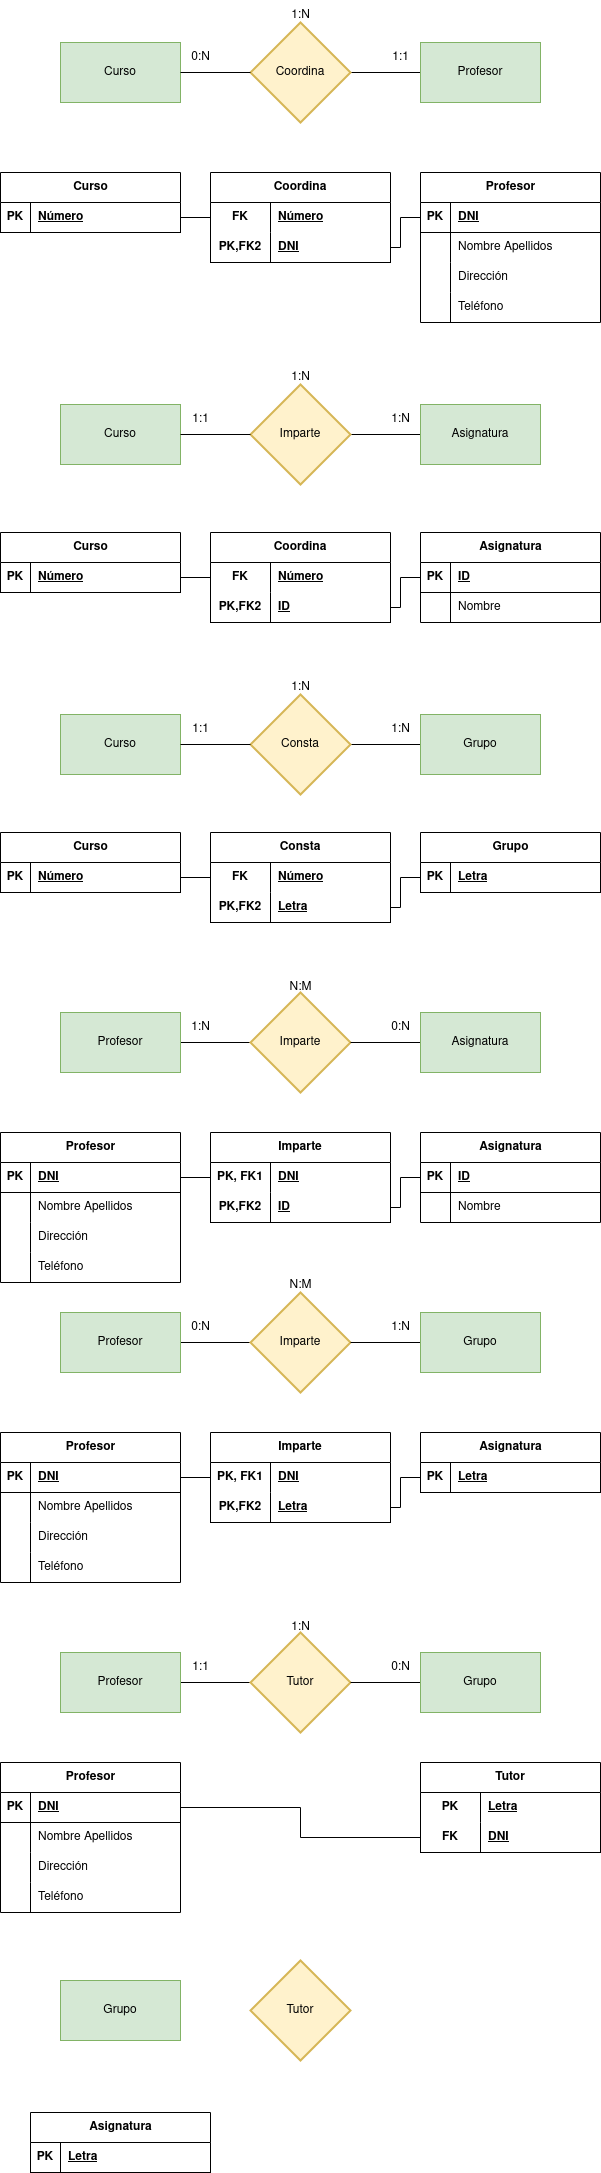 1:N
0:N
1:1
Curso
Coordina
Profesor
Curso
Coordina
Profesor
PK
Número
FK
Número
PK
DNI
PK,FK2
DNI
Nombre Apellidos
Dirección
Teléfono
1:N
1:1
1:N
Curso
Imparte
Asignatura
Curso
Coordina
Asignatura
PK
Número
FK
Número
PK
ID
PK,FK2
ID
Nombre
1:N
1:1
1:N
Curso
Consta
Grupo
Curso
Consta
Grupo
PK
Número
FK
Número
PK
Letra
PK,FK2
Letra
N:M
1:N
0:N
Profesor
Imparte
Asignatura
Profesor
Imparte
Asignatura
PK
DNI
PK, FK1
DNI
PK
ID
Nombre Apellidos
PK,FK2
ID
Nombre
Dirección
Teléfono
N:M
0:N
1:N
Profesor
Imparte
Grupo
Profesor
Imparte
Asignatura
PK
DNI
PK, FK1
DNI
PK
Letra
Nombre Apellidos
PK,FK2
Letra
Dirección
Teléfono
1:N
1:1
0:N
Profesor
Tutor
Grupo
Profesor
Tutor
PK
DNI
PK
Letra
Nombre Apellidos
FK
DNI
Dirección
Teléfono
Grupo
Tutor
Asignatura
PK
Letra